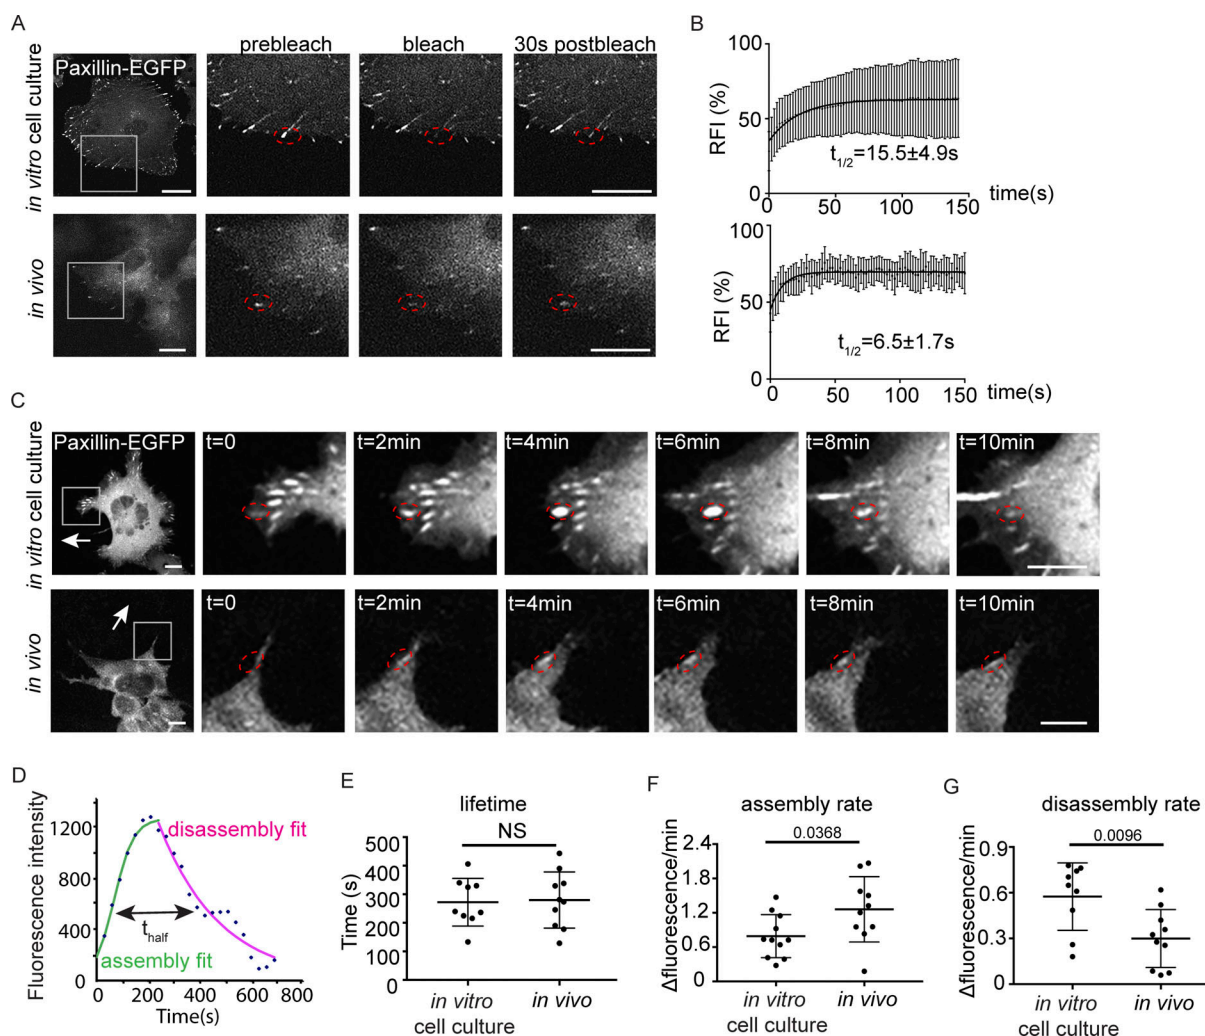 A
prebleach
bleach
30s postbleach
in vitro cell culture
Paxillin-EGFP
in vivo
B
100
50
0
RFI (%)
t1/2=15.5±4.9s
0
50
100
150
time(s)
100
50
0
RFI (%)
t1/2=6.5±1.7s
0
50
100
150
time(s)
C
in vitro cell culture
Paxillin-EGFP
t=0
t=2min
t=4min
t=6min
t=8min
t=10min
in vivo
t=0
t=2min
t=4min
t=6min
t=8min
t=10min
D
Fluorescence intensity
1200
1000
600
400
disassembly fit
thalf
assembly fit
0
200
400
600
800
Time(s)
E
lifetime
NS
Time (s)
500
400
300
200
100
0
in vitro
cell culture
in vivo
F
assembly rate
0.0368
Δfluorescence/min
2.4
1.8
1.2
0.6
0
in vitro
cell culture
in vivo
G
disassembly rate
0.0096
Δfluorescence/min
0.9
0.6
0.3
0
in vitro
cell culture
in vivo